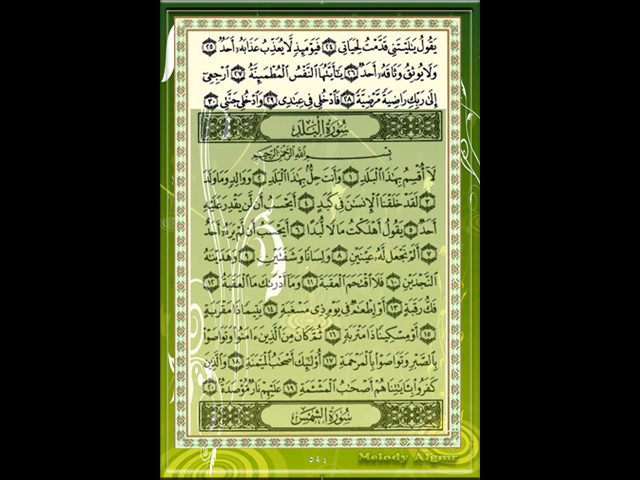 يَقُولُ يَٰلَيْتَنِى قَدَّمْتُ لِحَيَاتِى ٢٤ فَيَوْمَئِذٍ لَّا يُعَذِّبُ عَذَابَهُۥٓ أَحَدٌ ٢٥
وَلَا يُوثِقُ وَثَاقَهُۥٓ أَحَدٌ ٢٦ يَٰٓأَيَّتُهَا ٱلنَّفْسُ ٱلْمُطْمَئِنَّةُ ٢٧ ٱرْجِعِىٓ
إِلَىٰ رَبِّكِ رَاضِيَةً مَّرْضِيَّةً ٢٨ فَٱدْخُلِى فِى عِبَٰدِى ٢٩ وَٱدْخُلِى جَنَّتِى ٣٠
سُورَةُ ٱلْبَلَدِ
بِسْمِ ٱللَّهِ ٱلرَّحْمَٰنِ ٱلرَّحِيمِ
لَآ أُقْسِمُ بِهَٰذَا ٱلْبَلَدِ ١ وَأَنتَ حِلٌّۢ بِهَٰذَا ٱلْبَلَدِ ٢ وَوَالِدٍ وَمَا وَلَدَ
٣ لَقَدْ خَلَقْنَا ٱلْإِنسَٰنَ فِى كَبَدٍ ٤ أَيَحْسَبُ أَن لَّن يَقْدِرَ عَلَيْهِ
أَحَدٌ ٥ يَقُولُ أَهْلَكْتُ مَالًا لُّبَدًا ٦ أَيَحْسَبُ أَن لَّمْ يَرَهُۥٓ أَحَدٌ
٧ أَلَمْ نَجْعَل لَّهُۥ عَيْنَيْنِ ٨ وَلِسَانًا وَشَفَتَيْنِ ٩ وَهَدَيْنَٰهُ
ٱلنَّجْدَيْنِ ١٠ فَلَا ٱقْتَحَمَ ٱلْعَقَبَةَ ١١ وَمَآ أَدْرَىٰكَ مَا ٱلْعَقَبَةُ ١٢
فَكُّ رَقَبَةٍ ١٣ أَوْ إِطْعَٰمٌ فِى يَوْمٍ ذِى مَسْغَبَةٍ ١٤ يَتِيمًا ذَا مَقْرَبَةٍ
١٥ أَوْ مِسْكِينًا ذَا مَتْرَبَةٍ ١٦ ثُمَّ كَانَ مِنَ ٱلَّذِينَ ءَامَنُوا۟ وَتَوَاصَوْا۟
بِٱلصَّبْرِ وَتَوَاصَوْا۟ بِٱلْمَرْحَمَةِ ١٧ أُو۟لَٰٓئِكَ أَصْحَٰبُ ٱلْمَيْمَنَةِ ١٨ وَٱلَّذِينَ
كَفَرُوا۟ بِـَٔايَٰتِنَا هُمْ أَصْحَٰبُ ٱلْمَشْـَٔمَةِ ١٩ عَلَيْهِمْ نَارٌ مُّؤْصَدَةٌۢ ٢٠
سُورَةُ ٱلشَّمْسِ
Melody Algmr